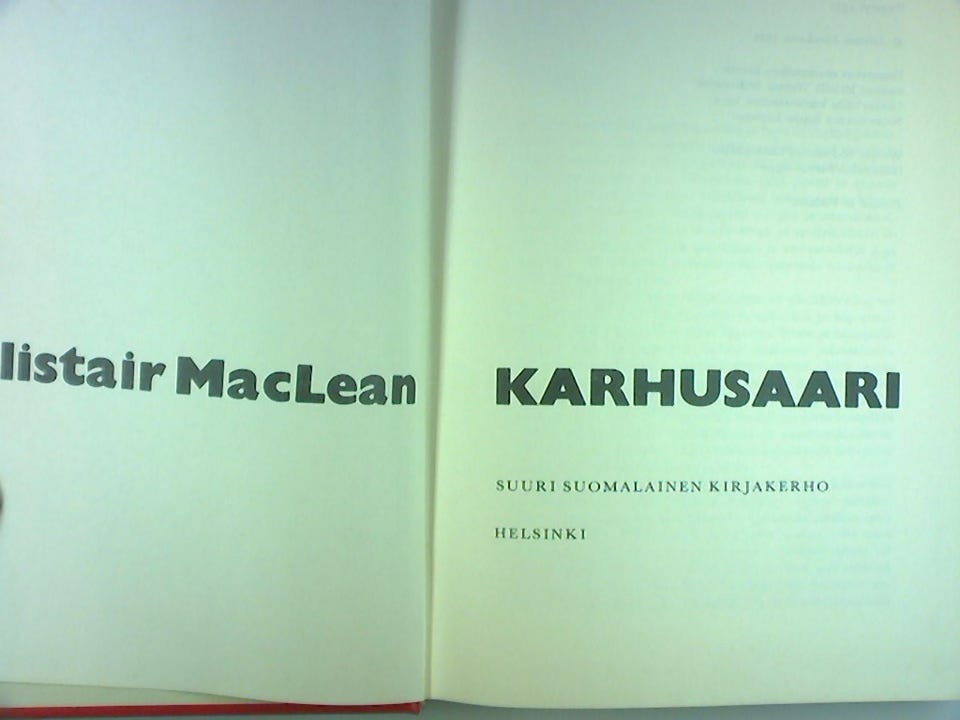 listair MacLean
KARHUSAARI
SUURI SUOMALAINEN KIRJAKERHO
HELSINKI